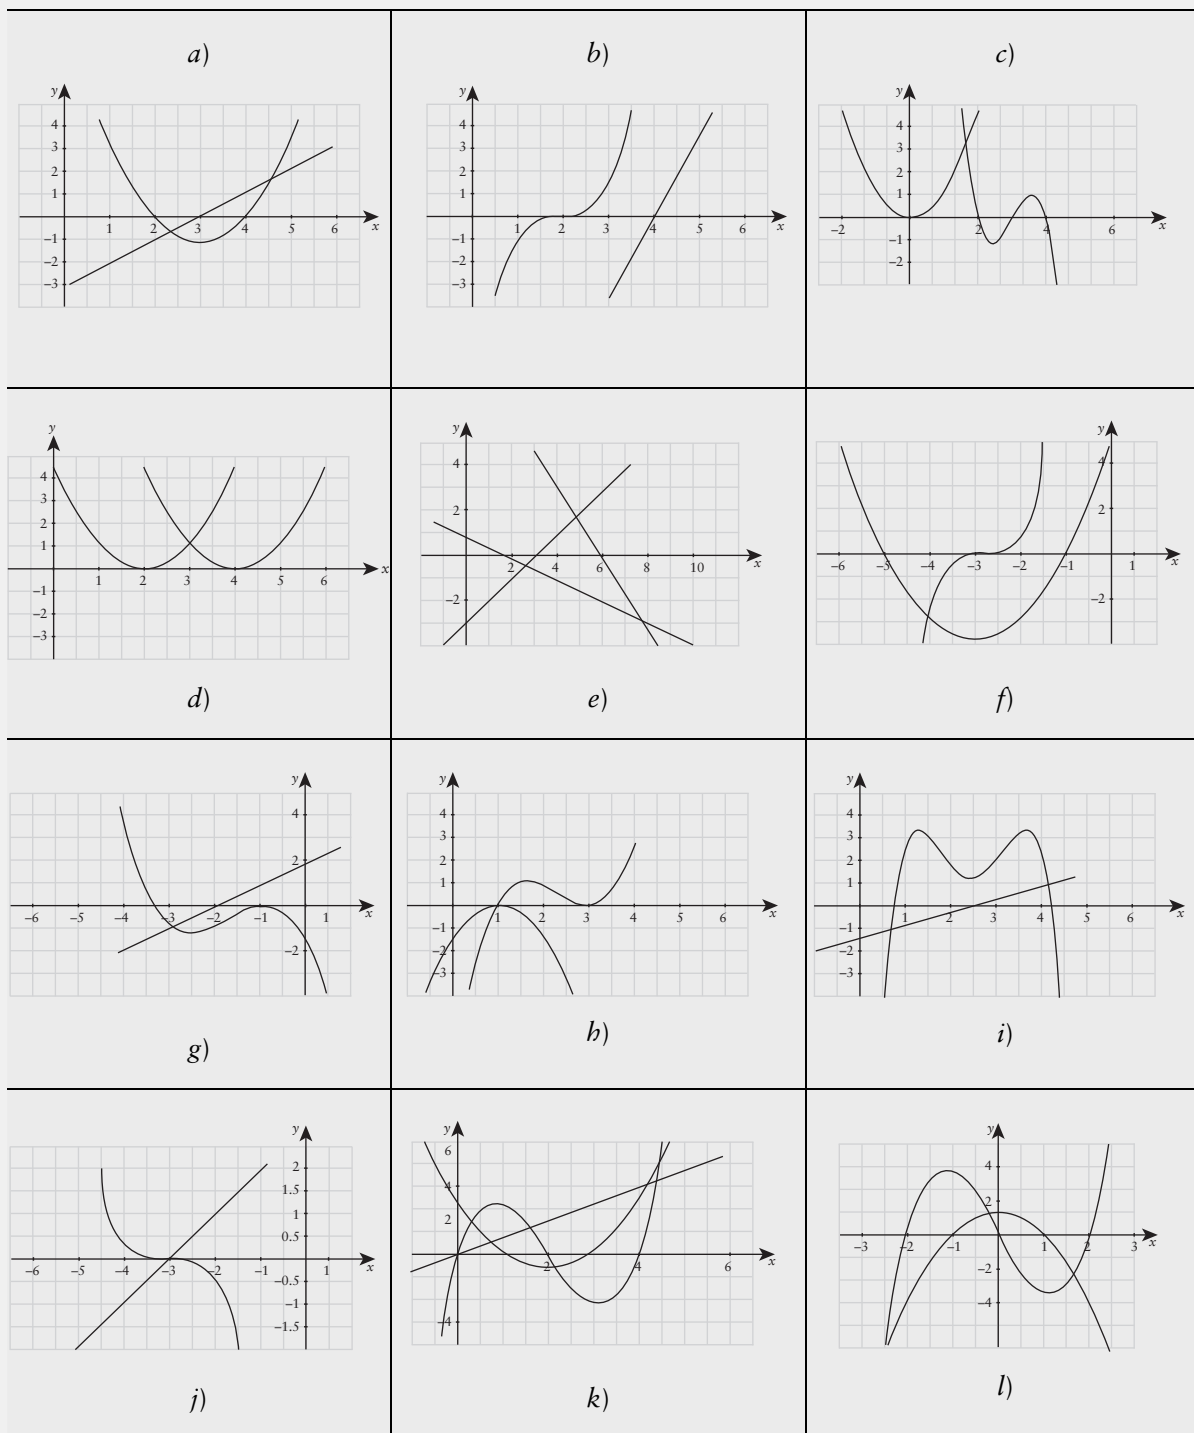 a)
b)
c)
y
4
3
2
1
1 2 3 4 5 6
x
–1
–2
–3
y
4
3
2
1
1 2 3 4 5 6
x
–1
–2
–3
y
4
3
2
1
–2 2 4 6
x
–1
–2
y
4
3
2
1
x
1 2 3 4 5 6
–1
–2
–3
y
4
2
2 4 6 8 10
x
–2
y
4
2
–6 –5 –4 –3 –2 –1 1
x
–2
d)
e)
f)
y
4
2
–6 –5 –4 –3 –2 –1 1
x
–2
y
4
3
2
1
1 2 3 4 5 6
x
–1
–2
–3
y
4
3
2
1
1 2 3 4 5 6
x
–1
–2
–3
g)
h)
i)
y
2
1.5
1
0.5
–6 –5 –4 –3 –2 –1 1
x
–0.5
–1
–1.5
y
6
4
2
2 4 6
x
–4
y
4
2
–3 –2 –1 1 2 3
x
–2
–4
j)
k)
l)